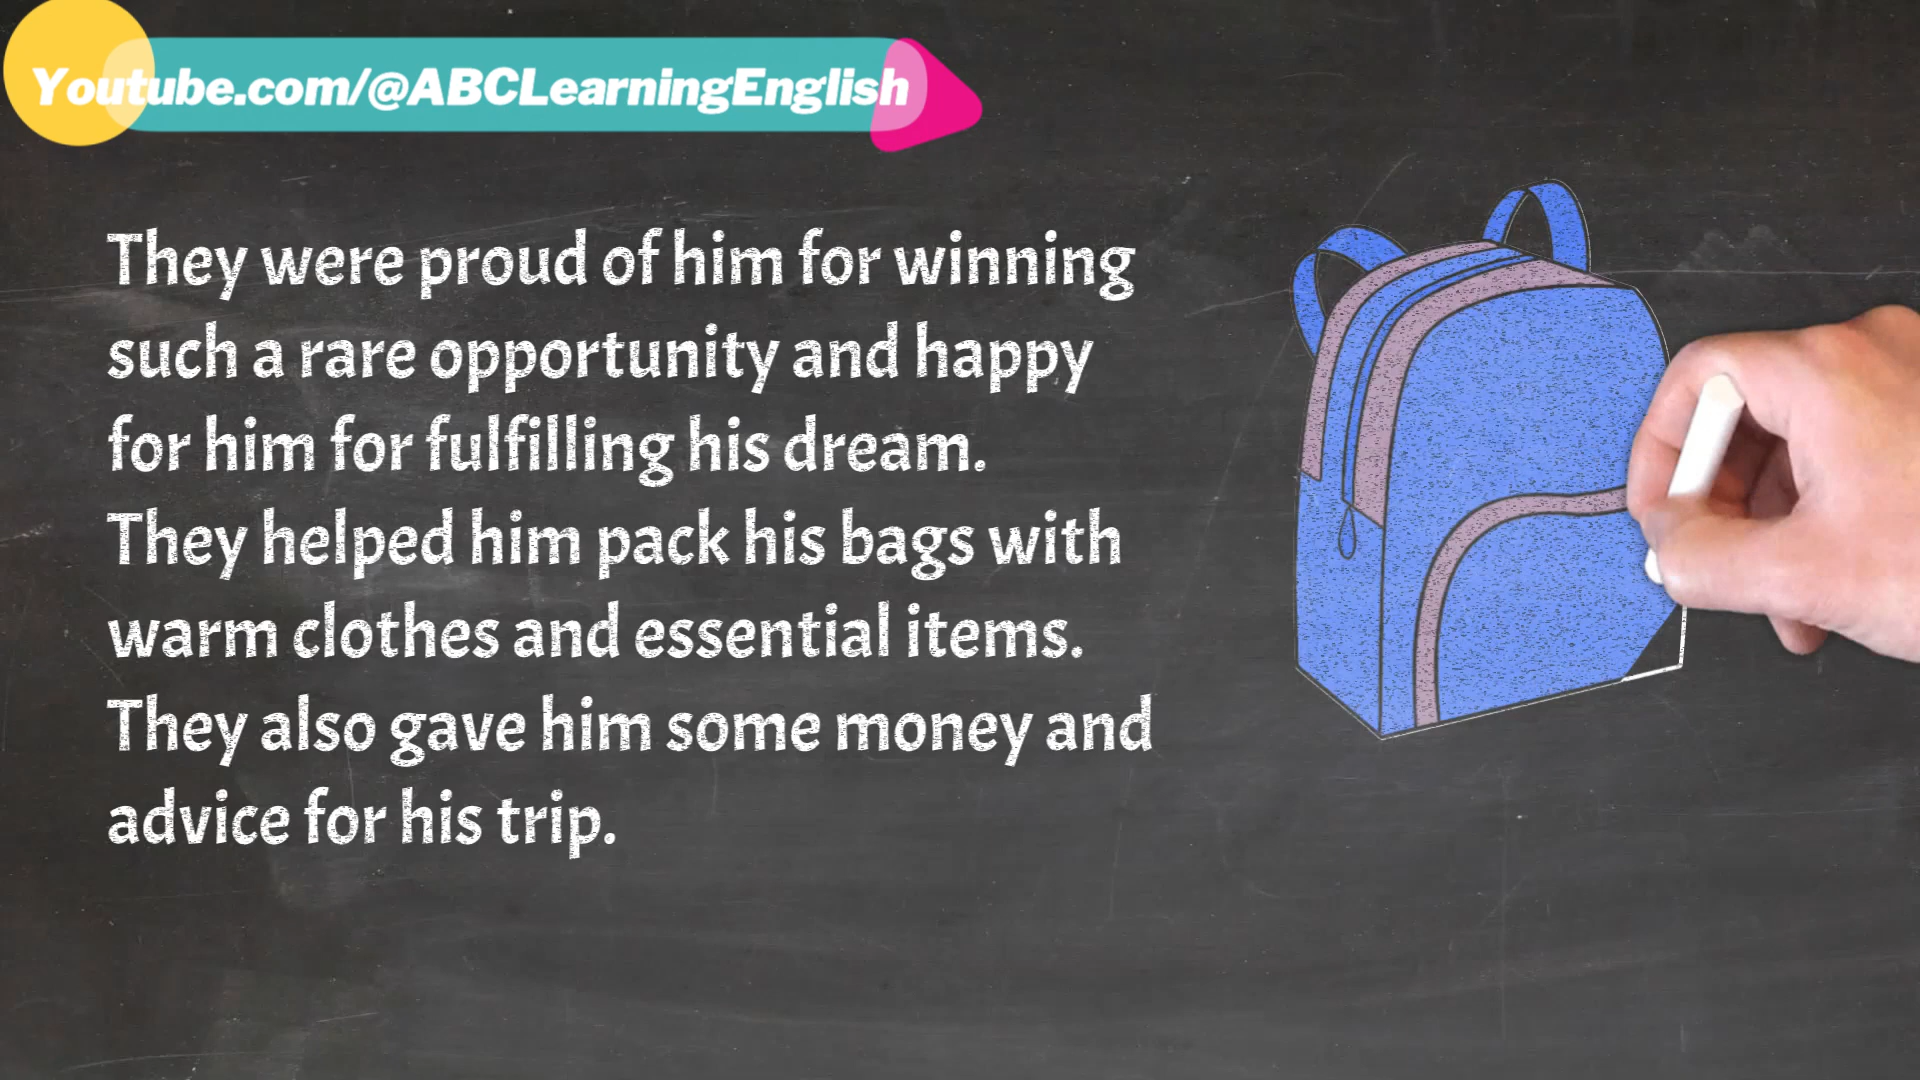 Youtube.com/@ABCLearningEnglish
They were proud of him for winning
such a rare opportunity and happy
for him for fulfilling his dream.
They helped him pack his bags with
warm clothes and essential items.
They also gave him some money and
advice for his trip.